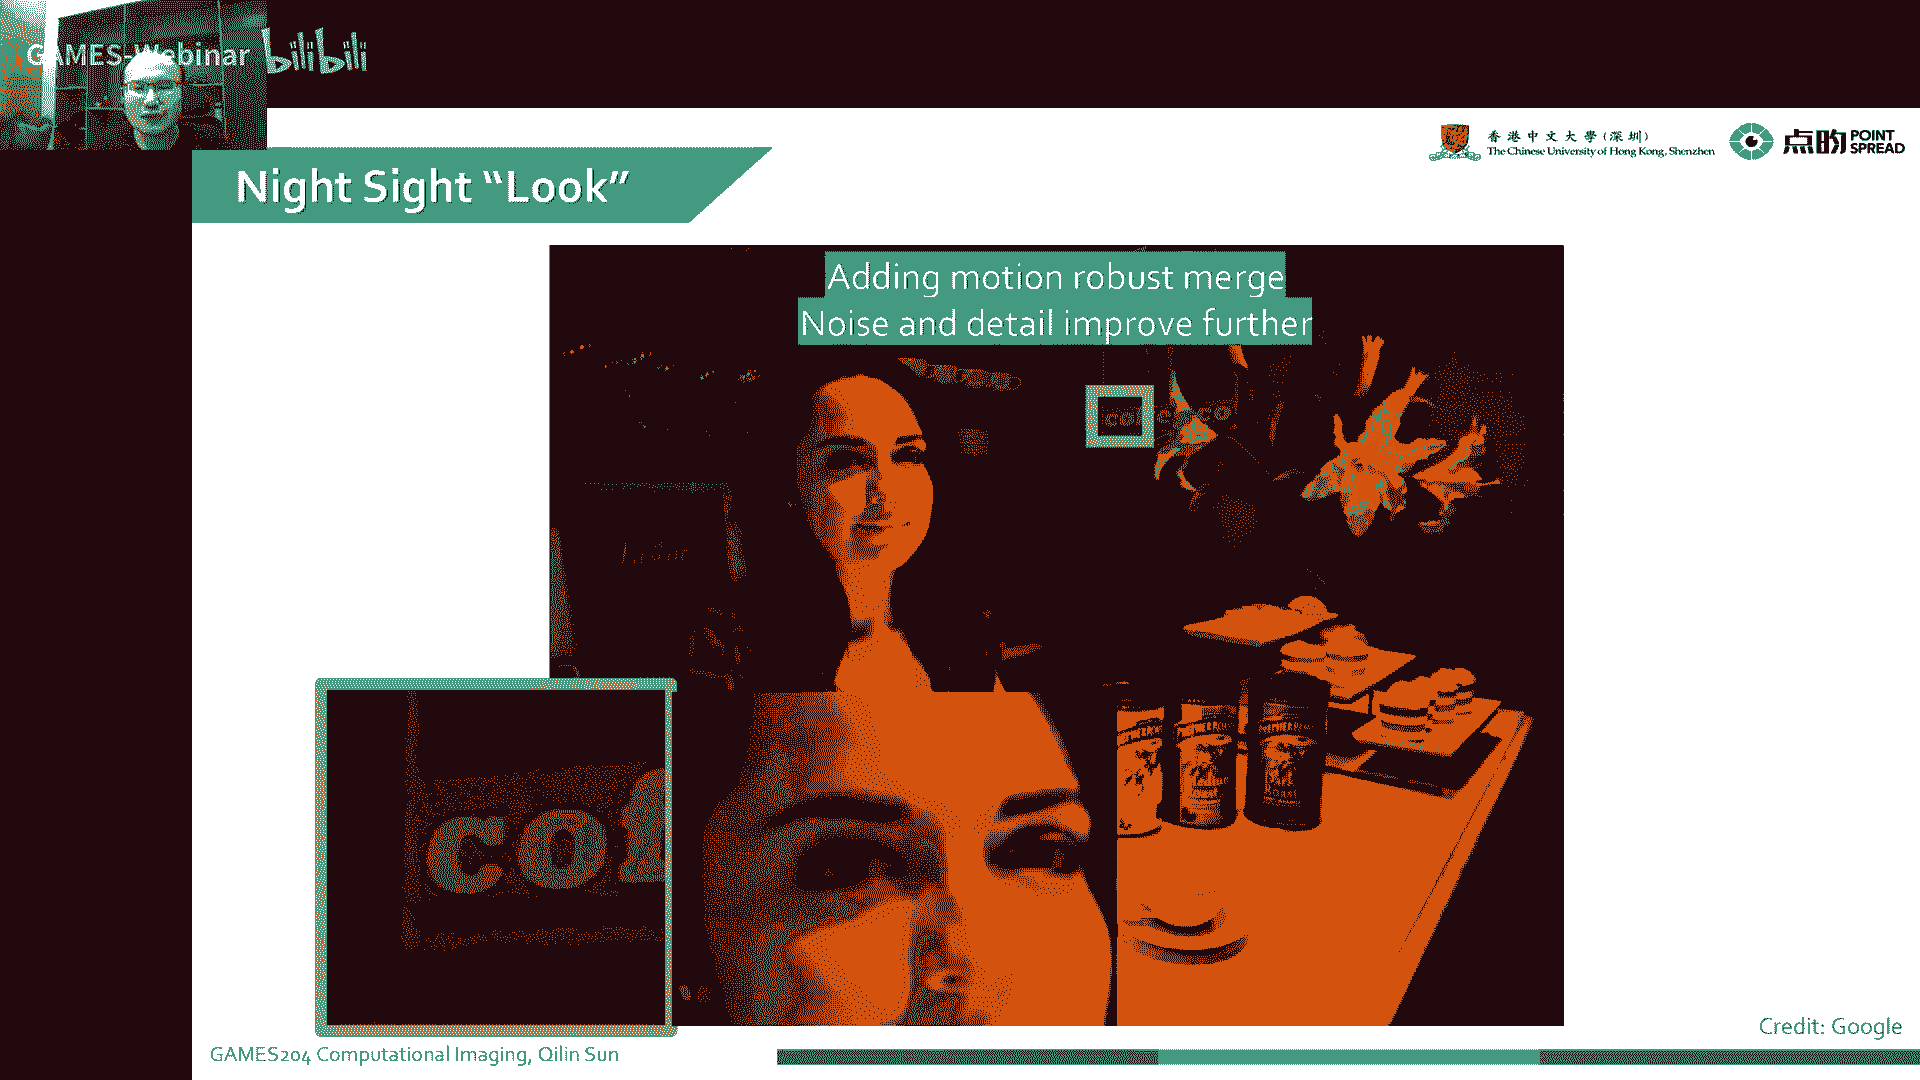 GAMES-Webinar bilibili
香港中文大學(深圳)
The Chinese University of Hong Kong, Shenzhen
点昀 POINT SPREAD
Night Sight “Look”
Adding motion robust merge
Noise and detail improve further
GAMES204 Computational Imaging, Qilin Sun
Credit: Google